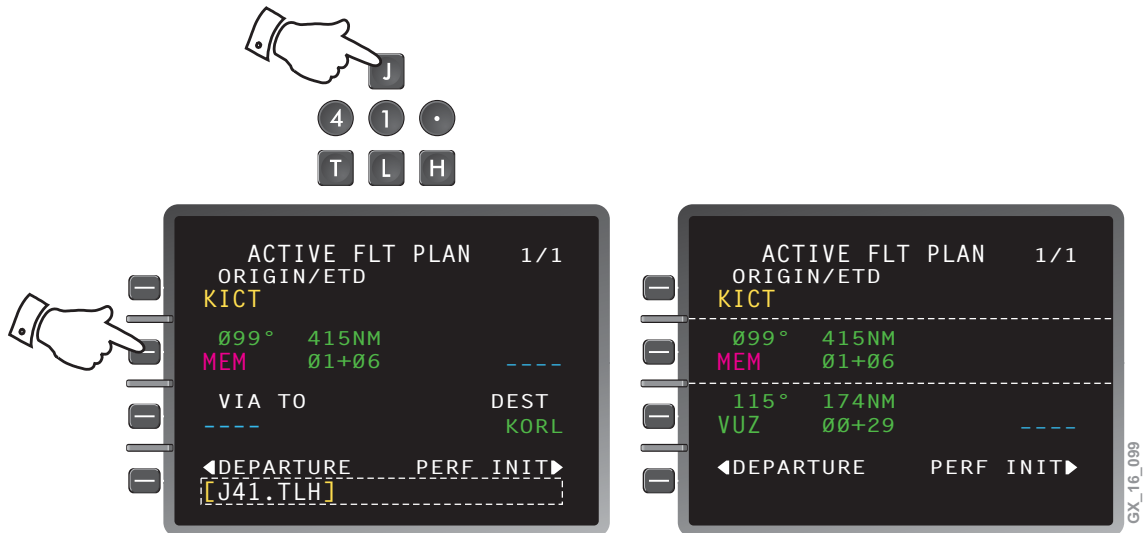 J
4 1 •
T L H
ACTIVE FLT PLAN 1/1
ORIGIN/ETD
KICT
Ø99° 415NM
MEM Ø1+Ø6 ----
VIA TO DEST
---- KORL
◀DEPARTURE PERF INIT▶
[J41.TLH]
ACTIVE FLT PLAN 1/1
ORIGIN/ETD
KICT
Ø99° 415NM
MEM Ø1+Ø6
115° 174NM
VUZ ØØ+29 ----
◀DEPARTURE PERF INIT▶
GX_16_099